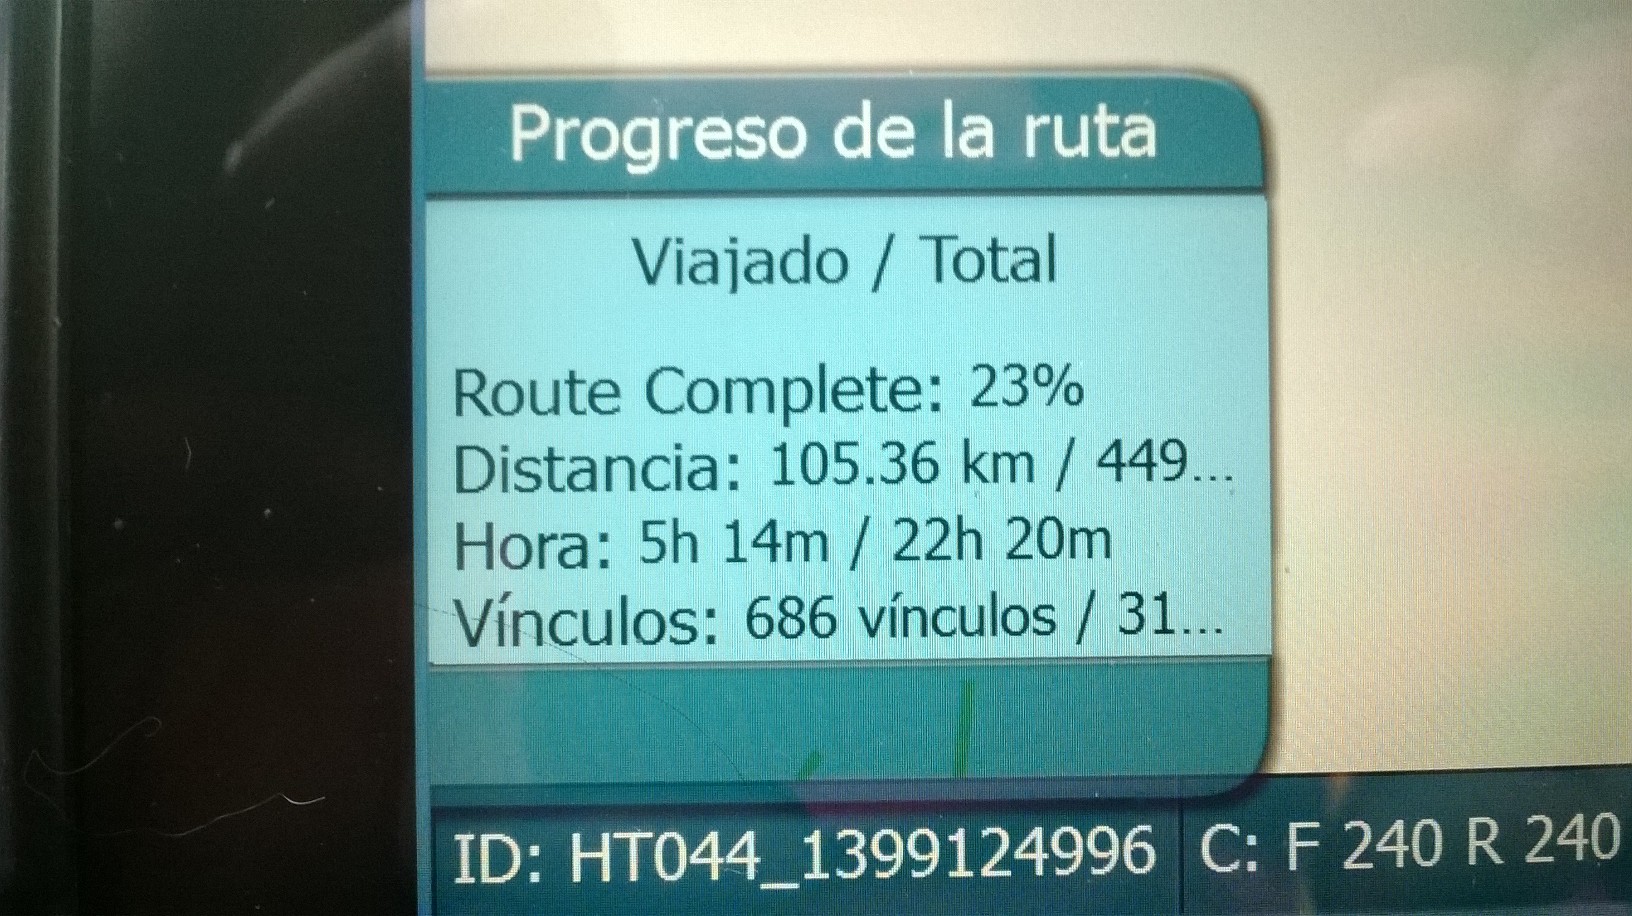 Progreso de la ruta
Viajado / Total
Route Complete: 23%
Distancia: 105.36 km / 449...
Hora: 5h 14m / 22h 20m
Vínculos: 686 vínculos / 31...
ID: HT044_1399124996 C: F 240 R 240